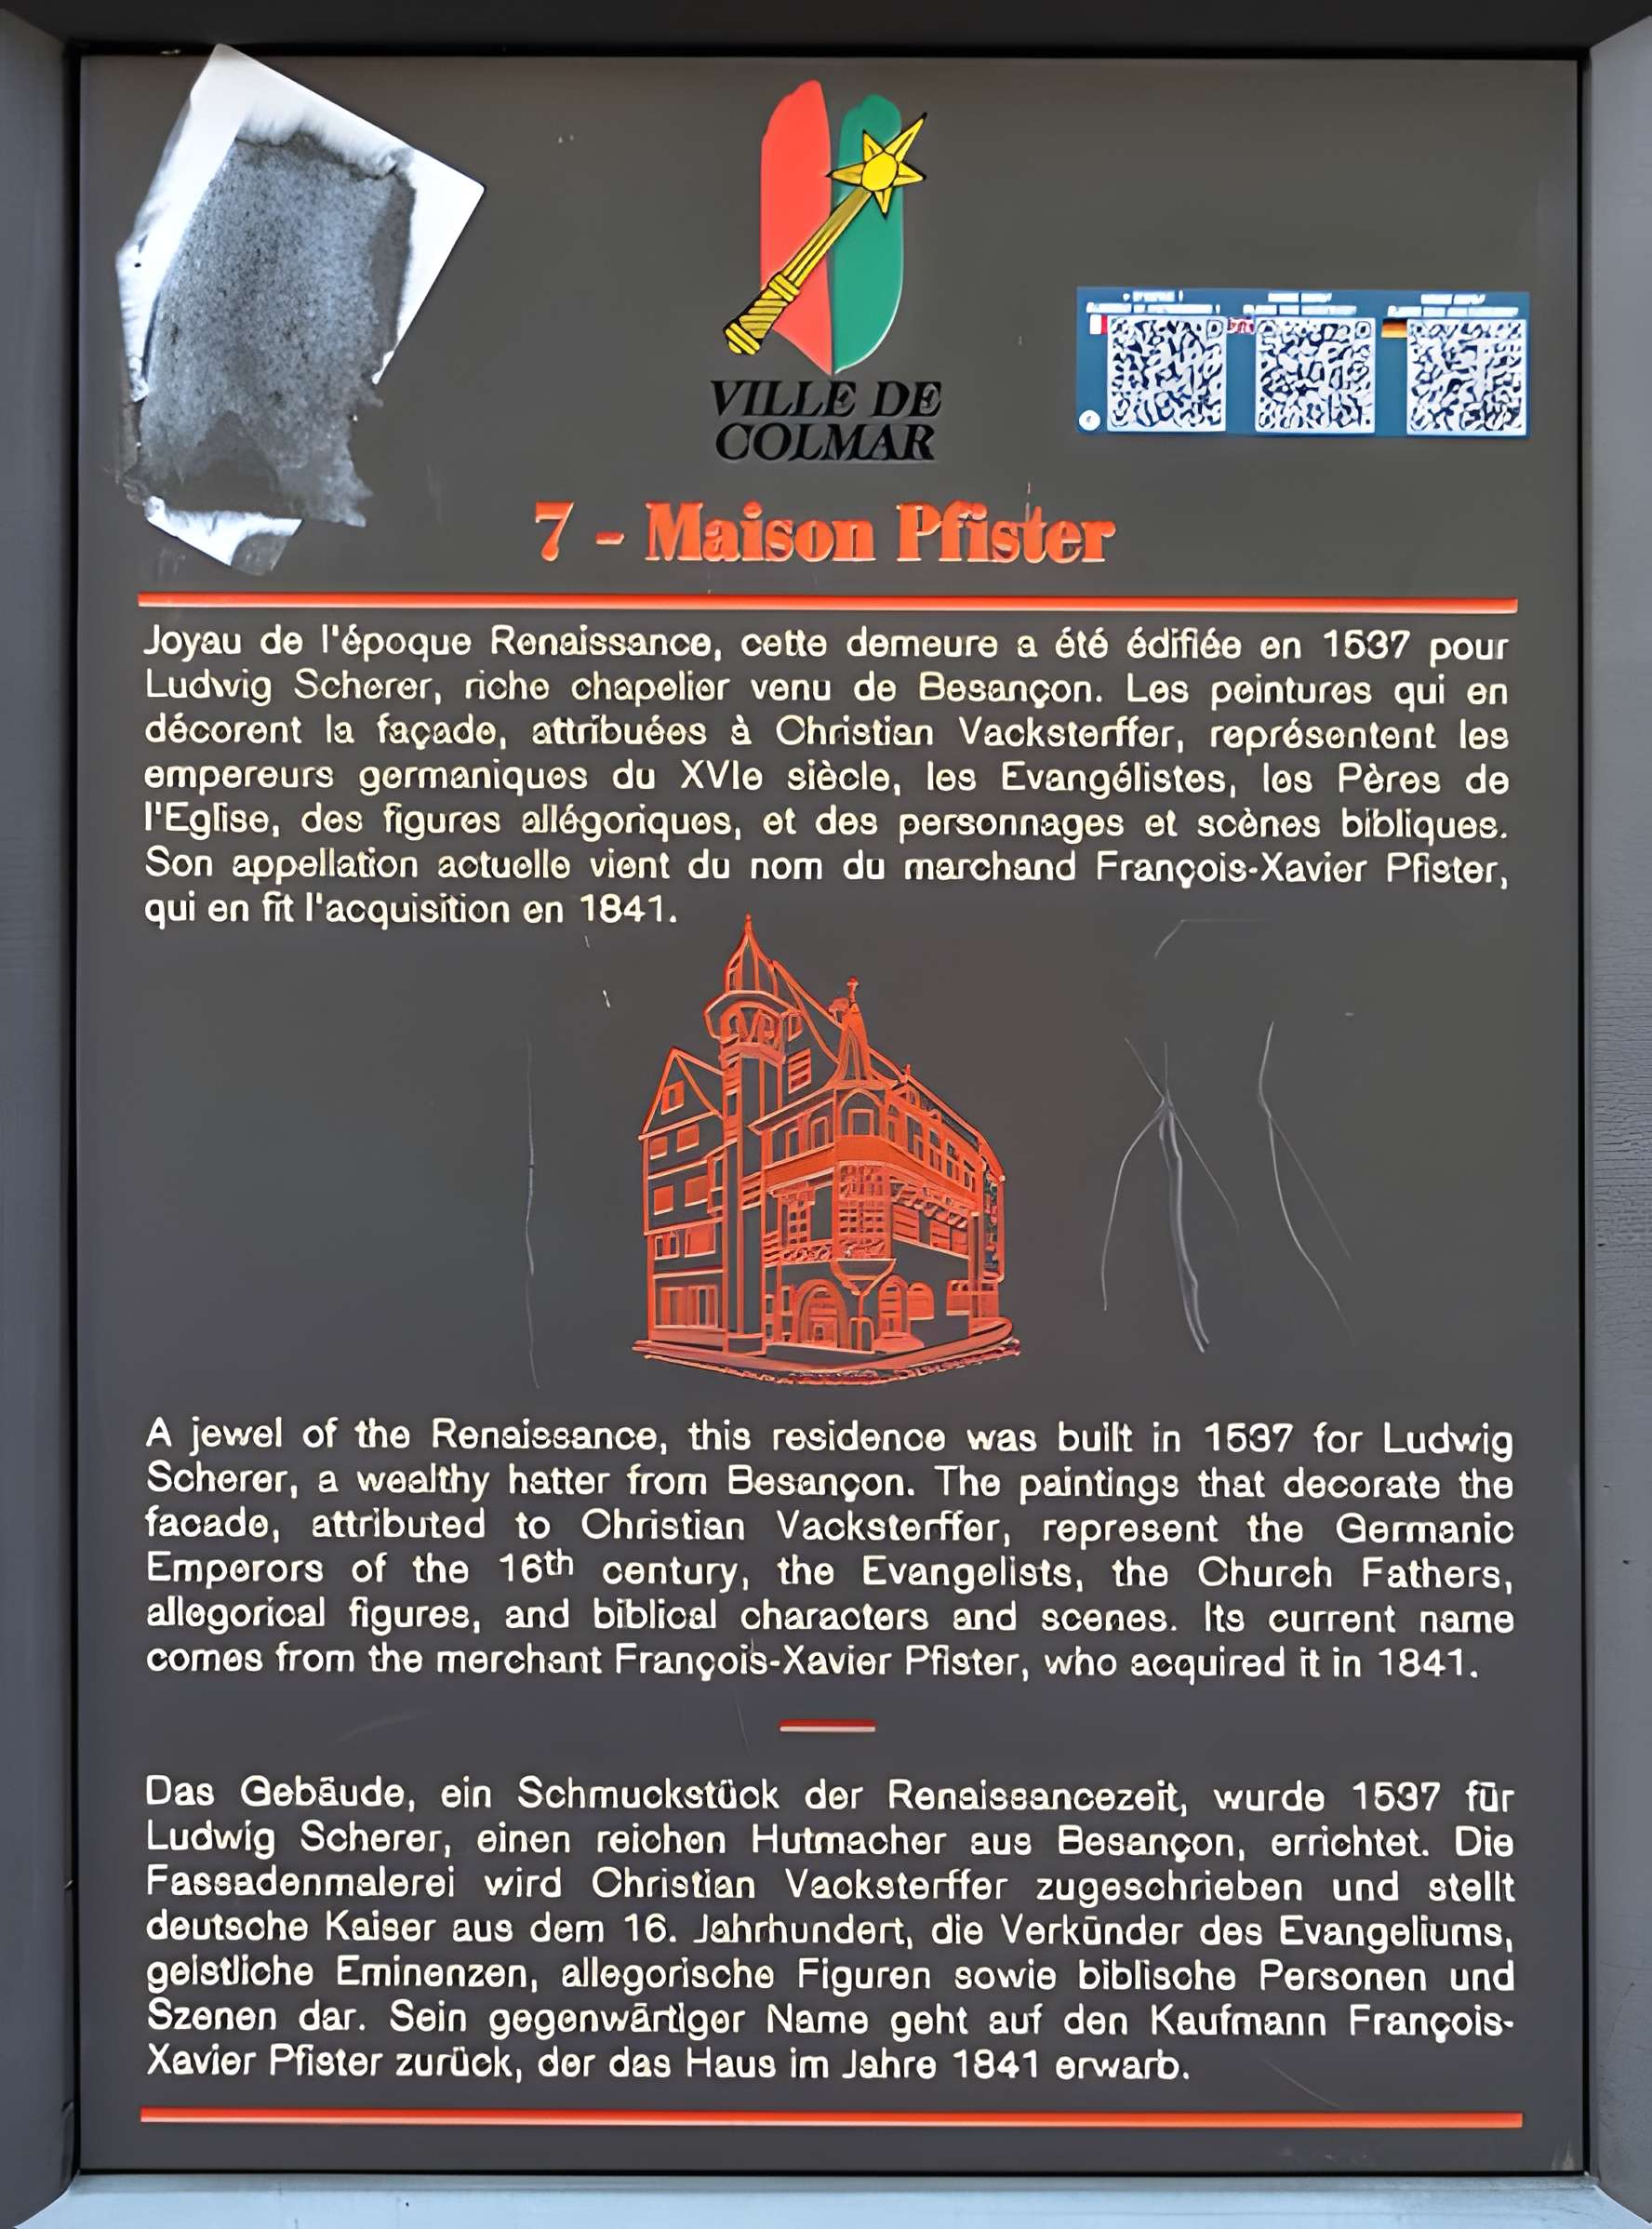 VILLE DE
COLMAR
7 - Maison Pfister
Joyau de l'époque Renaissance, cette demeure a été édifiée en 1537 pour
Ludwig Scherer, riche chapelier venu de Besançon. Les peintures qui en
décorent la façade, attribuées à Christian Vacksterffer, représentent les
empereurs germaniques du XVIe siècle, les Evangélistes, les Pères de
l'Eglise, des figures allégoriques, et des personnages et scènes bibliques.
Son appellation actuelle vient du nom du marchand François-Xavier Pfister,
qui en fit l'acquisition en 1841.
A jewel of the Renaissance, this residence was built in 1537 for Ludwig
Scherer, a wealthy hatter from Besançon. The paintings that decorate the
facade, attributed to Christian Vacksterffer, represent the Germanic
Emperors of the 16th century, the Evangelists, the Church Fathers,
allegorical figures, and biblical characters and scenes. Its current name
comes from the merchant François-Xavier Pfister, who acquired it in 1841.
Das Gebäude, ein Schmuckstück der Renaissancezeit, wurde 1537 für
Ludwig Scherer, einen reichen Hutmacher aus Besançon, errichtet. Die
Fassadenmalerei wird Christian Vacksterffer zugeschrieben und stellt
deutsche Kaiser aus dem 16. Jahrhundert, die Verkünder des Evangeliums,
geistliche Eminenzen, allegorische Figuren sowie biblische Personen und
Szenen dar. Sein gegenwärtiger Name geht auf den Kaufmann François-
Xavier Pfister zurück, der das Haus im Jahre 1841 erwarb.